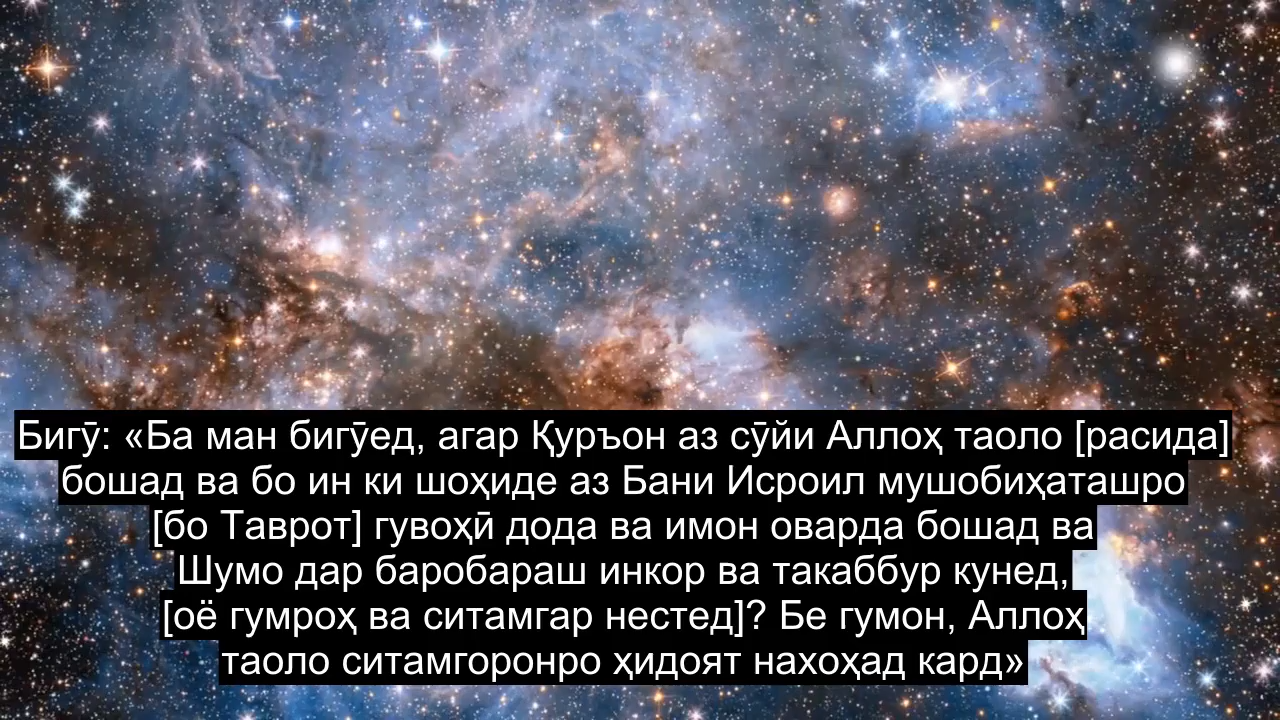 Бигӯ: «Ба ман бигӯед, агар Қуръон аз сӯйи Аллоҳ таоло [расида]
бошад ва бо ин ки шоҳиде аз Бани Исроил мушобиҳаташро
[бо Таврот] гувоҳӣ дода ва имон оварда бошад ва
Шумо дар баробараш инкор ва такаббур кунед,
[оё гумроҳ ва ситамгар нестед]? Бе гумон, Аллоҳ
таоло ситамгоронро ҳидоят нахоҳад кард»